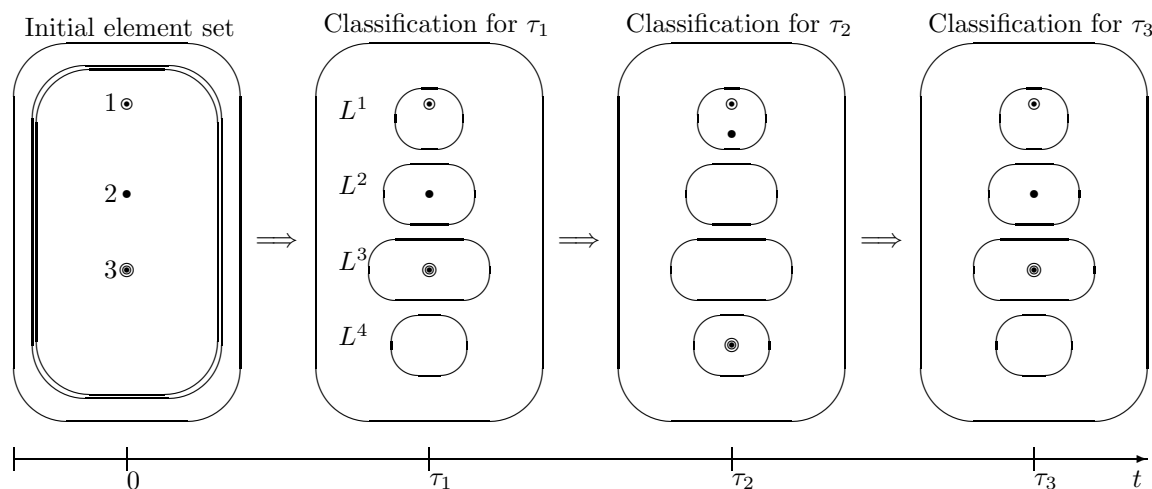 Initial element set
Classification for τ₁
Classification for τ₂
Classification for τ₃
1
2
3
L¹
L²
L³
L⁴
⟹
⟹
⟹
0
τ₁
τ₂
τ₃
t